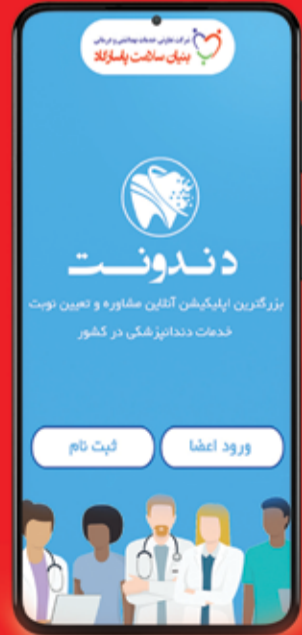 شرکت تعاونی خدمات بهداشتی و درمانی
بنیان سلامت پاسارگاد
دندونت
بزرگترین اپلیکیشن آنلاین مشاوره و تعیین نوبت
خدمات دندانپزشکی در کشور
ورود اعضا
ثبت نام